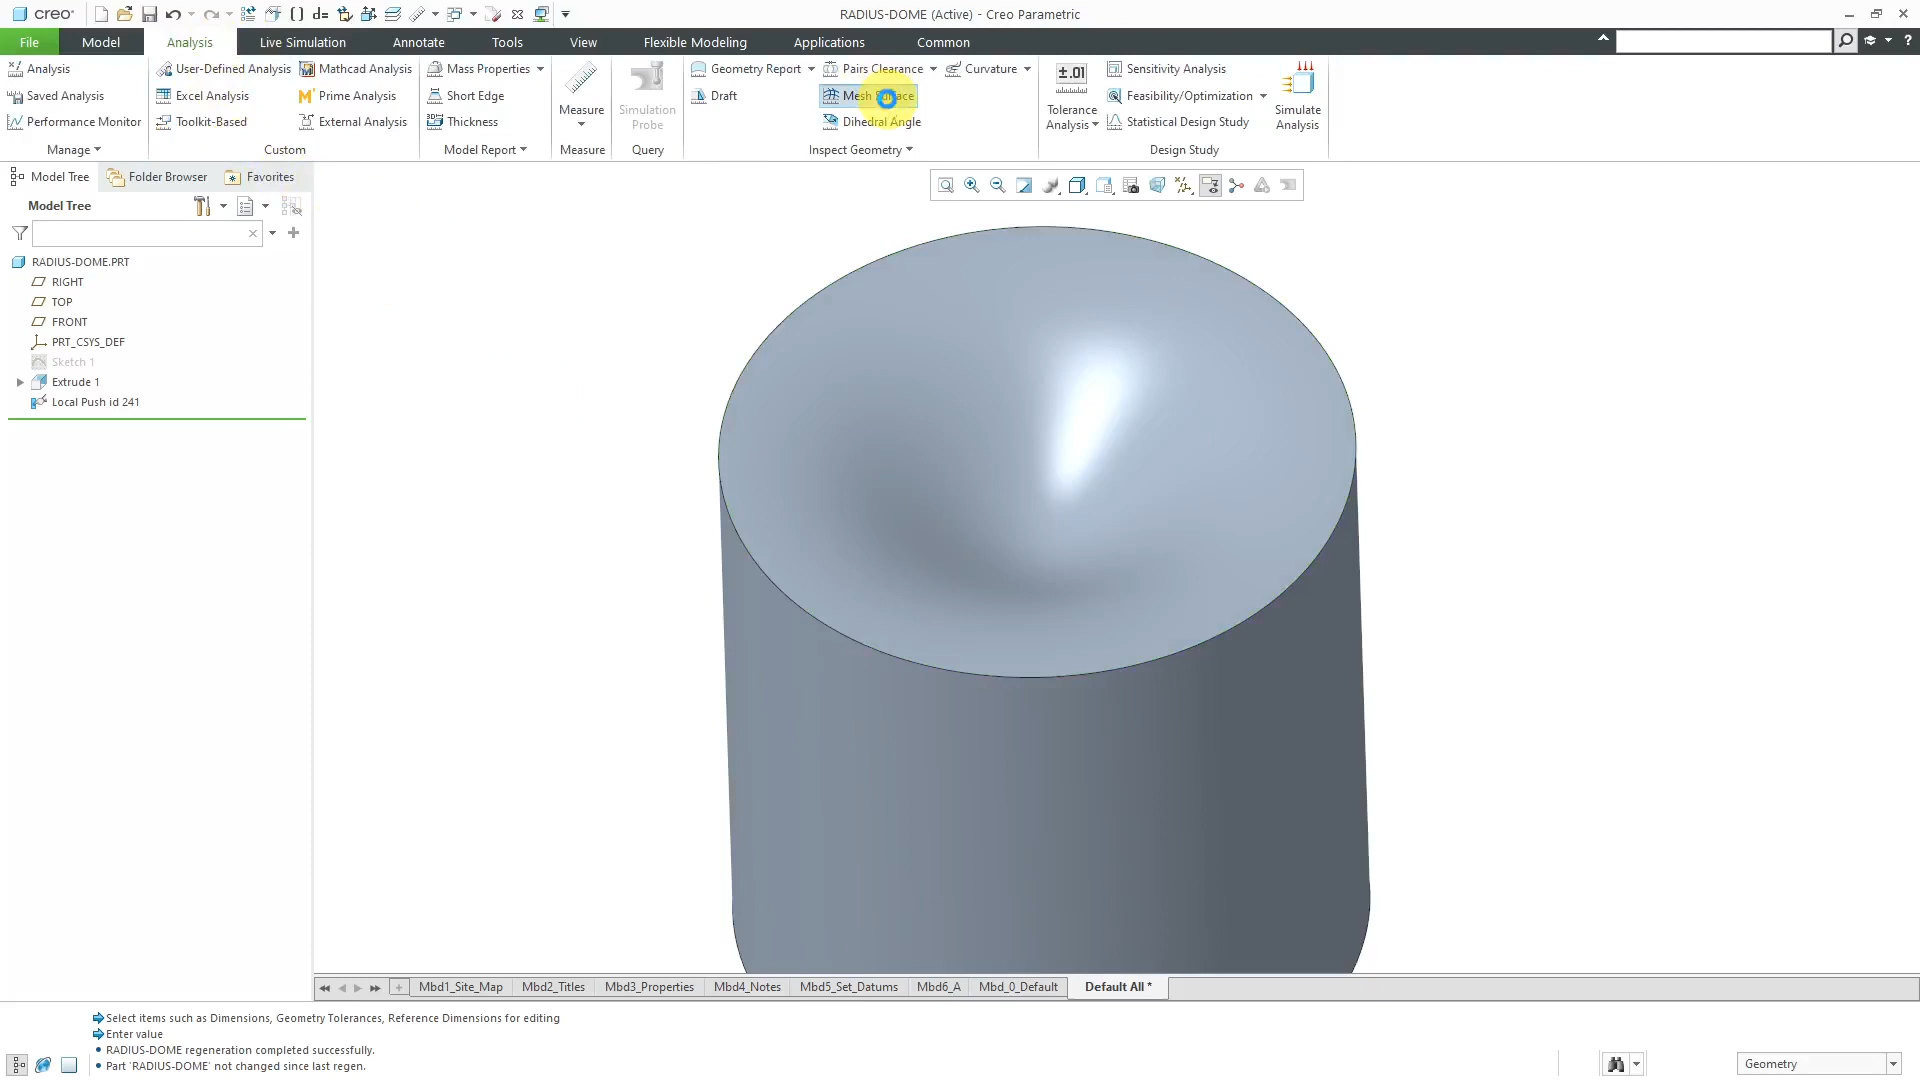 creo
RADIUS-DOME (Active) - Creo Parametric
File Model Analysis Live Simulation Annotate Tools View Flexible Modeling Applications Common
Analysis User-Defined Analysis Mathcad Analysis Mass Properties Geometry Report Pairs Clearance Curvature Sensitivity Analysis
Saved Analysis Excel Analysis Prime Analysis Short Edge Draft Mesh Surface Feasibility/Optimization
Performance Monitor Toolkit-Based External Analysis Thickness Dihedral Angle Statistical Design Study
Measure
Simulation Probe
±.01
Tolerance Analysis
Simulate Analysis
Manage Custom Model Report Measure Query Inspect Geometry Design Study
Model Tree Folder Browser Favorites
Model Tree
RADIUS-DOME.PRT
RIGHT
TOP
FRONT
PRT_CSYS_DEF
Sketch 1
Extrude 1
Local Push id 241
Mbd1_Site_Map Mbd2_Titles Mbd3_Properties Mbd4_Notes Mbd5_Set_Datums Mbd6_A Mbd_0_Default Default All *
Select items such as Dimensions, Geometry Tolerances, Reference Dimensions for editing
Enter value
• RADIUS-DOME regeneration completed successfully.
• Part 'RADIUS-DOME' not changed since last regen.
Geometry